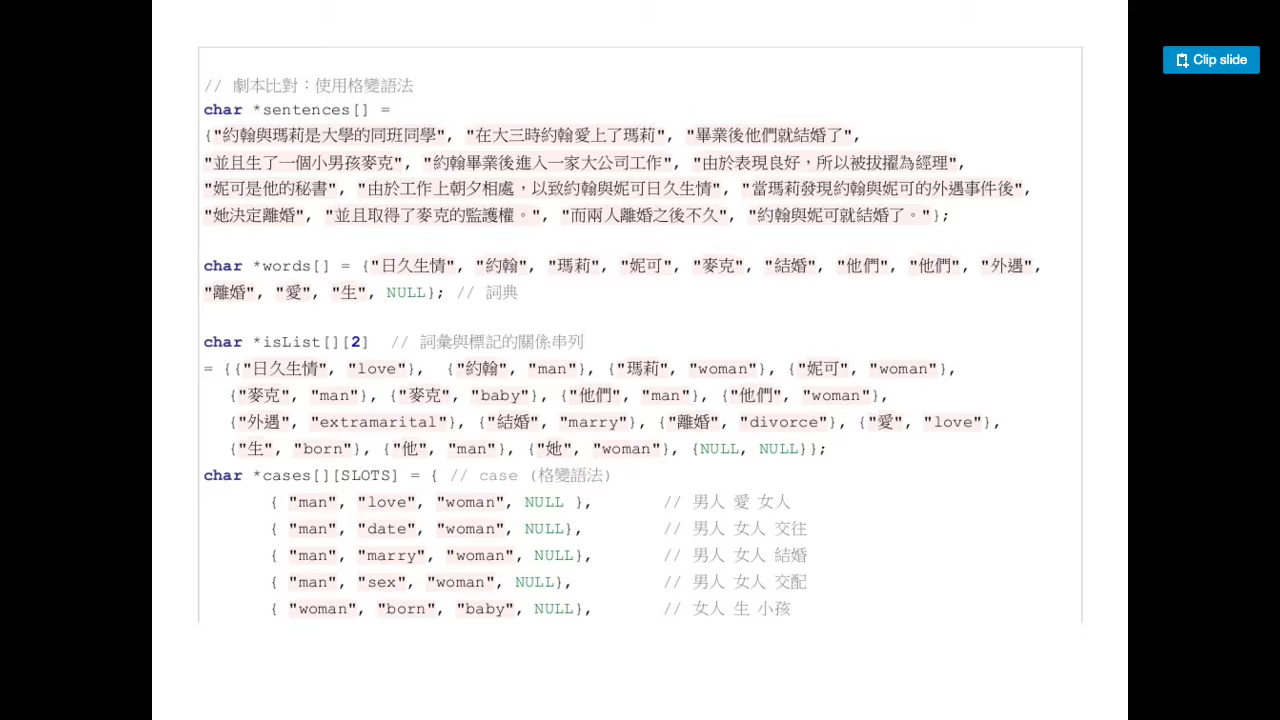 Clip slide
// 劇本比對：使用格變語法
char *sentences[] =
{"約翰與瑪莉是大學的同班同學", "在大三時約翰愛上了瑪莉", "畢業後他們就結婚了",
"並且生了一個小男孩麥克", "約翰畢業後進入一家大公司工作", "由於表現良好，所以被拔擢為經理",
"妮可是他的秘書", "由於工作上朝夕相處，以致約翰與妮可日久生情", "當瑪莉發現約翰與妮可的外遇事件後",
"她決定離婚", "並且取得了麥克的監護權。", "而兩人離婚之後不久", "約翰與妮可就結婚了。"};
char *words[] = {"日久生情", "約翰", "瑪莉", "妮可", "麥克", "結婚", "他們", "他們", "外遇",
"離婚", "愛", "生", NULL}; // 詞典
char *isList[][2]  // 詞彙與標記的關係串列
= {{"日久生情", "love"},  {"約翰", "man"}, {"瑪莉", "woman"}, {"妮可", "woman"},
{"麥克", "man"}, {"麥克", "baby"}, {"他們", "man"}, {"他們", "woman"},
{"外遇", "extramarital"}, {"結婚", "marry"}, {"離婚", "divorce"}, {"愛", "love"},
{"生", "born"}, {"他", "man"}, {"她", "woman"}, {NULL, NULL}};
char *cases[][SLOTS] = { // case (格變語法)
{ "man", "love", "woman", NULL }, // 男人 愛 女人
{ "man", "date", "woman", NULL}, // 男人 女人 交往
{ "man", "marry", "woman", NULL}, // 男人 女人 結婚
{ "man", "sex", "woman", NULL}, // 男人 女人 交配
{ "woman", "born", "baby", NULL}, // 女人 生 小孩